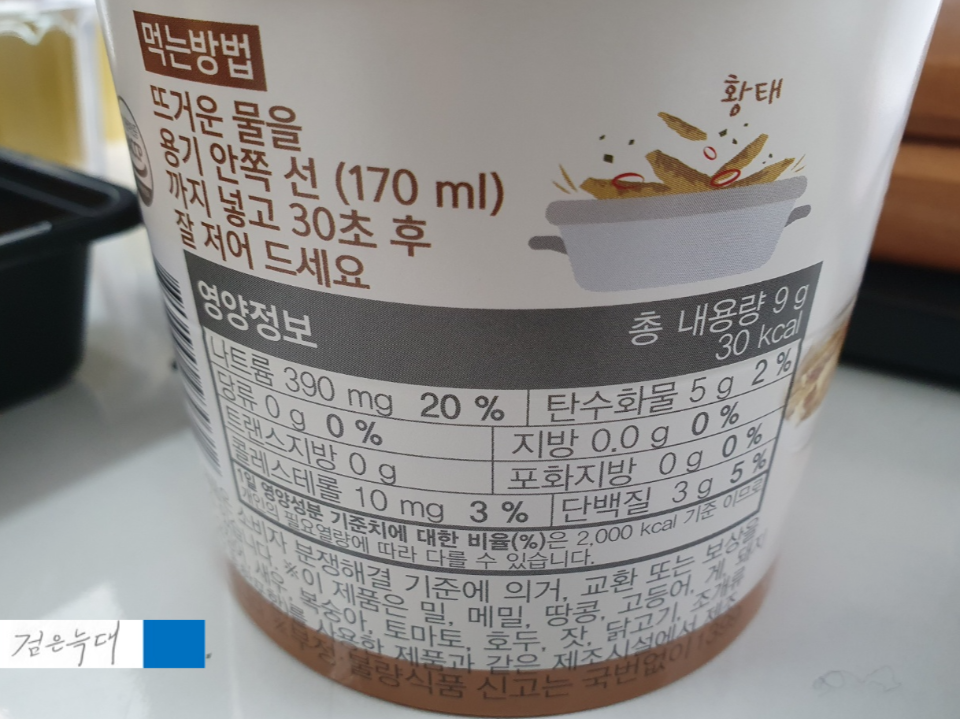 먹는방법
뜨거운 물을
용기 안쪽 선 (170 ml)
까지 넣고 30초 후
잘 저어 드세요
황태
영양정보
총 내용량 9 g
30 kcal
나트륨 390 mg 20 % 탄수화물 5 g 2 %
당류 0 g 0 % 지방 0.0 g 0 %
트랜스지방 0 g 포화지방 0 g 0 %
콜레스테롤 10 mg 3 % 단백질 3 g 5 %
1일 영양성분 기준치에 대한 비율(%)은 2,000 kcal 기준 이므로
개인의 필요열량에 따라 다를 수 있습니다.
소비자 분쟁해결 기준에 의거, 교환 또는 보상을
※이 제품은 밀, 메밀, 땅콩, 고등어, 게, 돼지
새우, 복숭아, 토마토, 호두, 잣, 닭고기, 조개류
를 사용한 제품과 같은 제조시설에서 제조
불량식품 신고는 국번없이
검은늑대